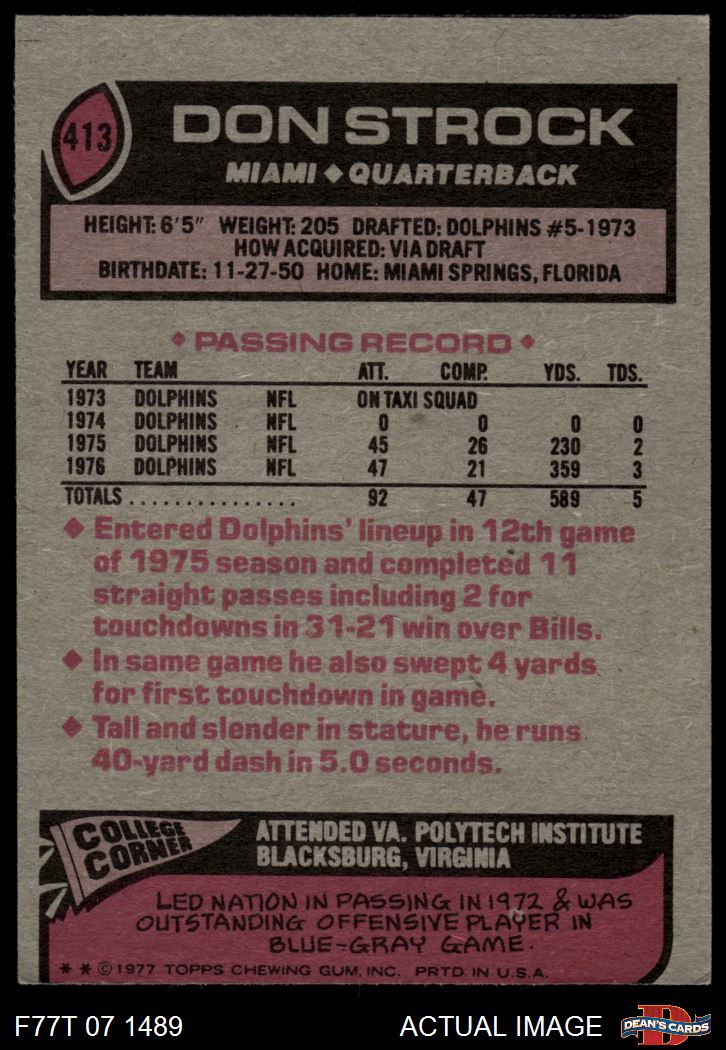 413
DON STROCK
MIAMI ◆ QUARTERBACK
HEIGHT: 6'5" WEIGHT: 205 DRAFTED: DOLPHINS #5-1973
HOW ACQUIRED: VIA DRAFT
BIRTHDATE: 11-27-50 HOME: MIAMI SPRINGS, FLORIDA
◆ PASSING RECORD ◆
YEAR TEAM ATT. COMP. YDS. TDS.
1973 DOLPHINS NFL ON TAXI SQUAD
1974 DOLPHINS NFL 0 0 0 0
1975 DOLPHINS NFL 45 26 230 2
1976 DOLPHINS NFL 47 21 359 3
TOTALS................ 92 47 589 5
◆ Entered Dolphins' lineup in 12th game
of 1975 season and completed 11
straight passes including 2 for
touchdowns in 31-21 win over Bills.
◆ In same game he also swept 4 yards
for first touchdown in game.
◆ Tall and slender in stature, he runs
40-yard dash in 5.0 seconds.
COLLEGE
CORNER
ATTENDED VA. POLYTECH INSTITUTE
BLACKSBURG, VIRGINIA
LED NATION IN PASSING IN 1972 & WAS
OUTSTANDING OFFENSIVE PLAYER IN
BLUE-GRAY GAME.
* * © 1977 TOPPS CHEWING GUM, INC. PRTD. IN U.S.A.
F77T 07 1489 ACTUAL IMAGE
D
DEAN'S CARDS